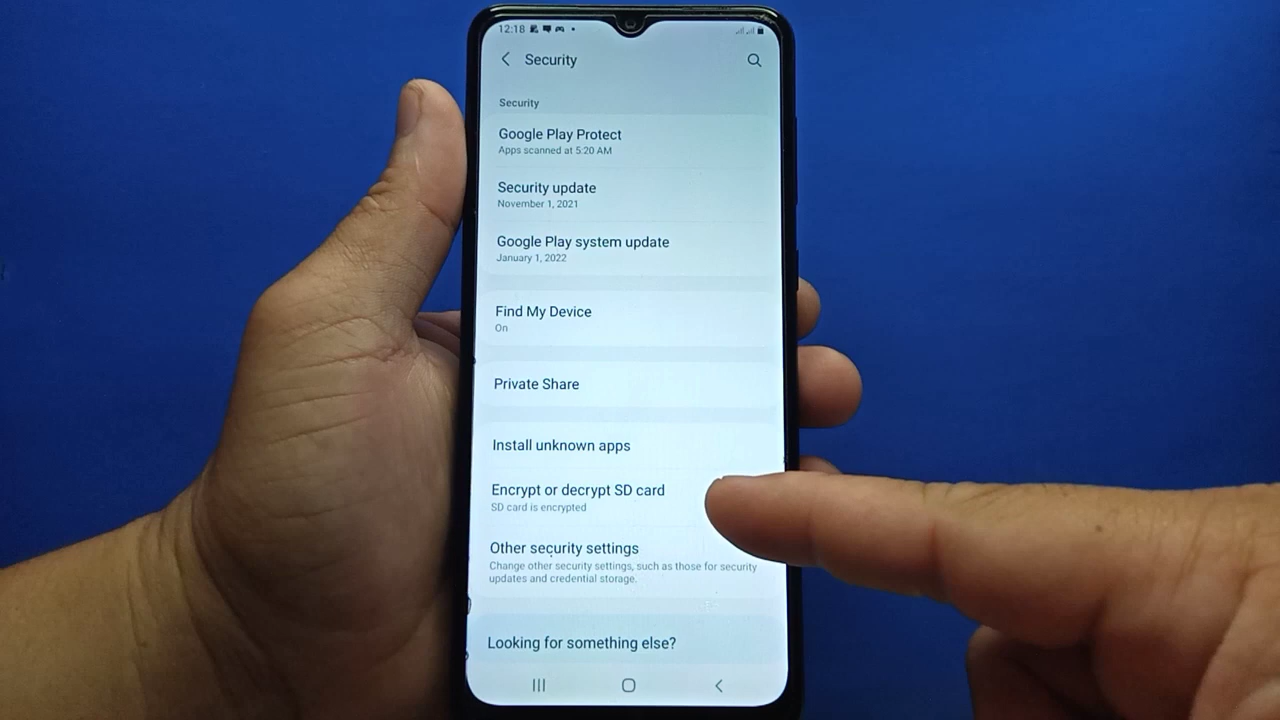 12:18
Security
Security
Google Play Protect
Apps scanned at 5:20 AM
Security update
November 1, 2021
Google Play system update
January 1, 2022
Find My Device
On
Private Share
Install unknown apps
Encrypt or decrypt SD card
SD card is encrypted
Other security settings
Change other security settings, such as those for security
updates and credential storage.
Looking for something else?